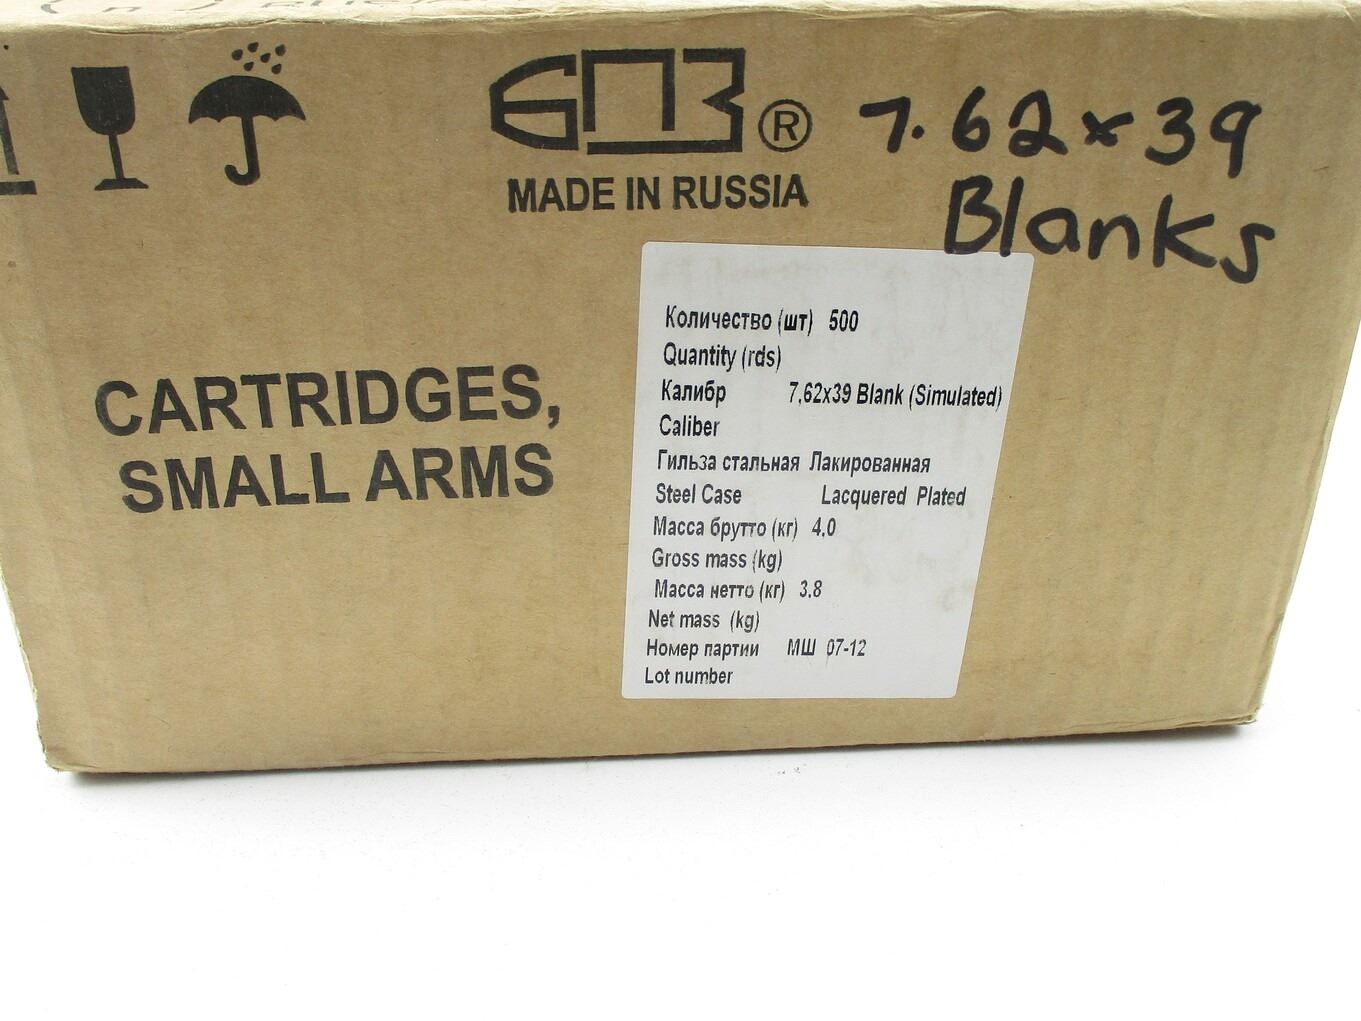 БПЗ ®
MADE IN RUSSIA
7.62x39
Blanks
CARTRIDGES,
SMALL ARMS
Количество (шт) 500
Quantity (rds)
Калибр 7,62x39 Blank (Simulated)
Caliber
Гильза стальная Лакированная
Steel Case Lacquered Plated
Масса брутто (кг) 4.0
Gross mass (kg)
Масса нетто (кг) 3.8
Net mass (kg)
Номер партии МШ 07-12
Lot number